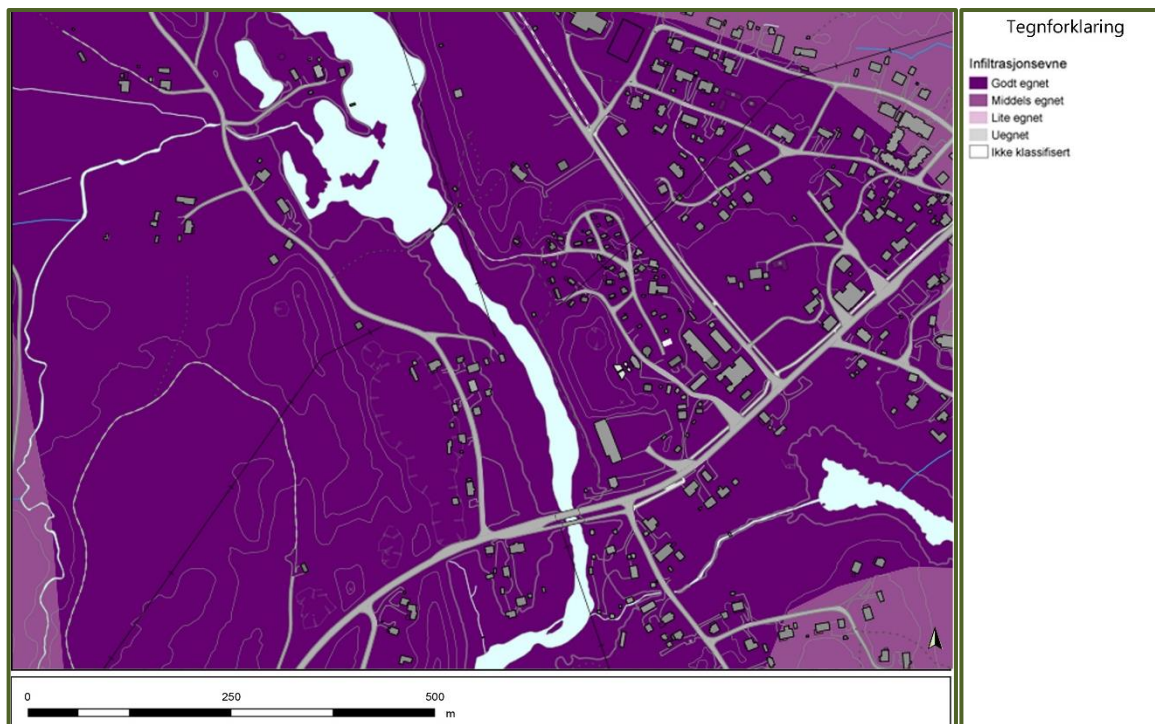 Tegnforklaring
Infiltrasjonsevne
Godt egnet
Middels egnet
Lite egnet
Uegnet
Ikke klassifisert
0 250 500
m